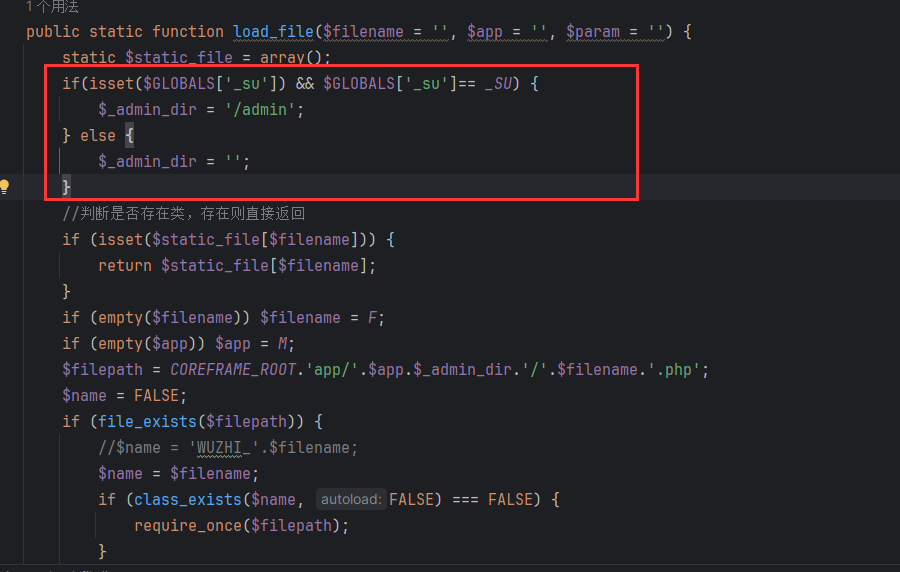 1 个用法
public static function load_file($filename = '', $app = '', $param = '') {
static $static_file = array();
if(isset($GLOBALS['_su']) && $GLOBALS['_su']== _SU) {
$_admin_dir = '/admin';
} else {
$_admin_dir = '';
}
//判断是否存在类，存在则直接返回
if (isset($static_file[$filename])) {
return $static_file[$filename];
}
if (empty($filename)) $filename = F;
if (empty($app)) $app = M;
$filepath = COREFRAME_ROOT.'app/'.$app.$_admin_dir.'/'.$filename.'.php';
$name = FALSE;
if (file_exists($filepath)) {
//$name = 'WUZHI_'.$filename;
$name = $filename;
if (class_exists($name, autoload: FALSE) === FALSE) {
require_once($filepath);
}